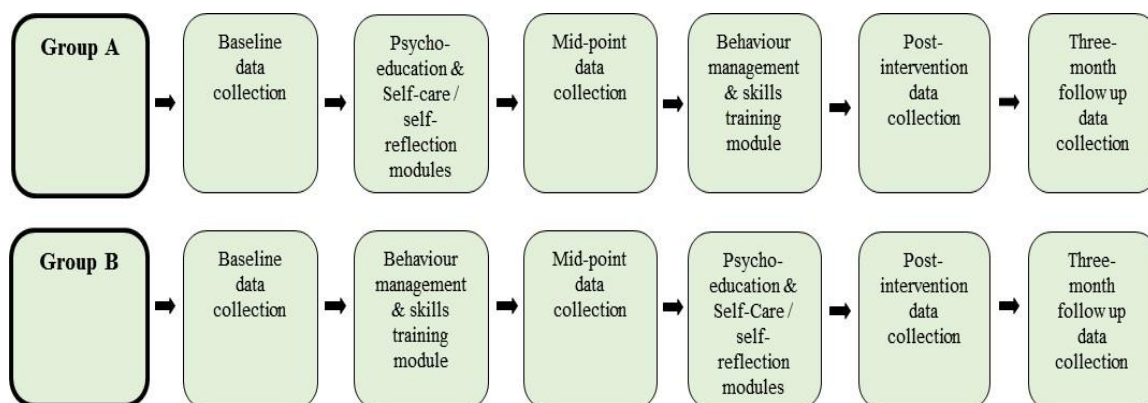 Group A
Baseline
data
collection
Psycho-
education &
Self-care /
self-
reflection
modules
Mid-point
data
collection
Behaviour
management
& skills
training
module
Post-
intervention
data
collection
Three-
month
follow up
data
collection
Group B
Baseline
data
collection
Behaviour
management
& skills
training
module
Mid-point
data
collection
Psycho-
education &
Self-Care /
self-
reflection
modules
Post-
intervention
data
collection
Three-
month
follow up
data
collection